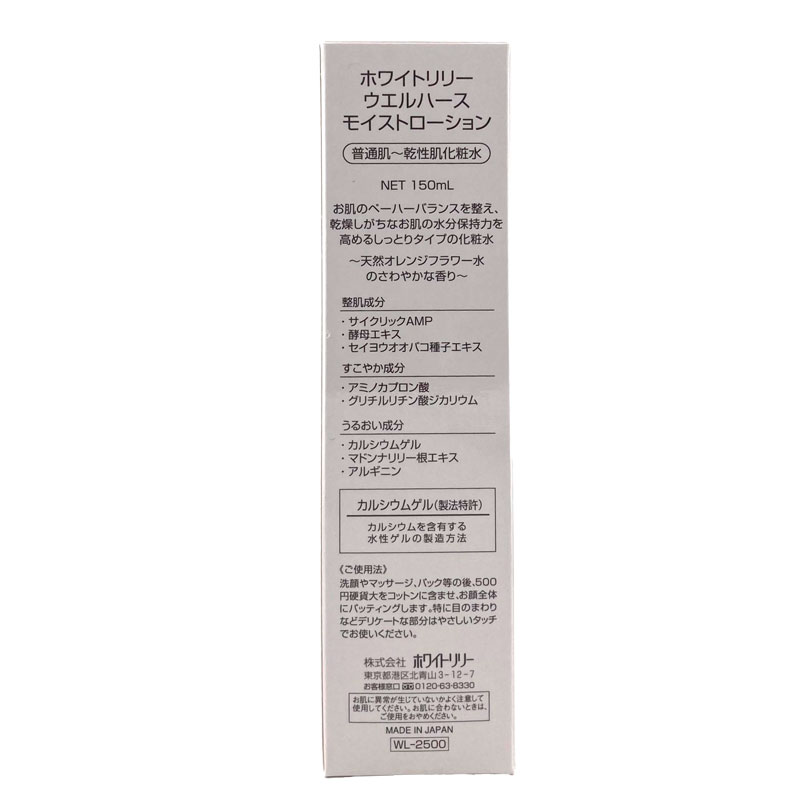 ホワイトリリー
ウエルハース
モイストローション
普通肌～乾性肌化粧水
NET 150mL
お肌のペーハーバランスを整え、
乾燥しがちなお肌の水分保持力を
高めるしっとりタイプの化粧水
～天然オレンジフラワー水
のさわやかな香り～
整肌成分
・サイクリックAMP
・酵母エキス
・セイヨウオオバコ種子エキス
すこやか成分
・アミノカプロン酸
・グリチルリチン酸ジカリウム
うるおい成分
・カルシウムゲル
・マドンナリリー根エキス
・アルギニン
カルシウムゲル（製法特許）
カルシウムを含有する
水性ゲルの製造方法
《ご使用法》
洗顔やマッサージ、パック等の後、500
円硬貨大をコットンに含ませ、お顔全体
にパッティングします。特に目のまわり
などデリケートな部分はやさしいタッチ
でお使いください。
株式会社 ホワイトリリー
東京都港区北青山3-12-7
お客様窓口 0120-63-8330
お肌に異常が生じていないかよく注意して
使用してください。お肌に合わないときは、
ご使用をおやめください。
MADE IN JAPAN
WL-2500